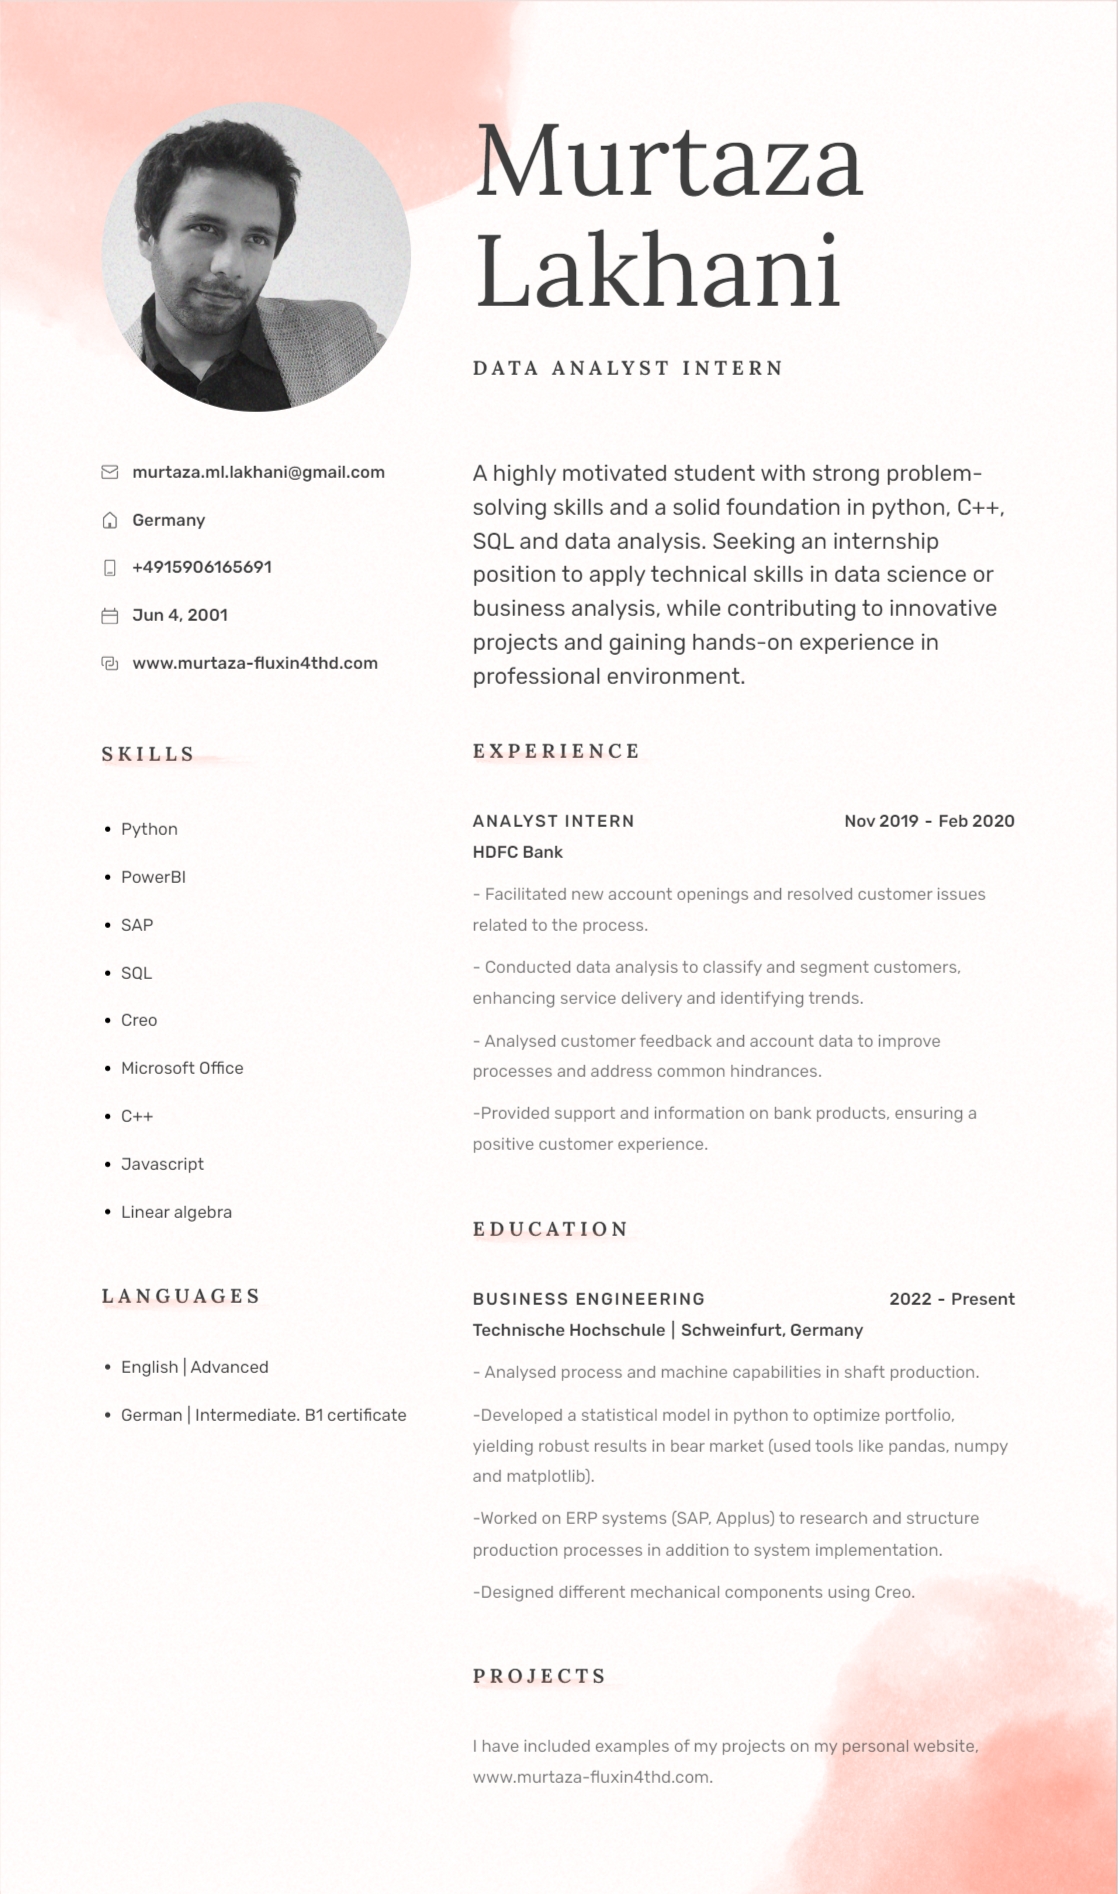 Murtaza
Lakhani
DATA ANALYST INTERN
murtaza.ml.lakhani@gmail.com
Germany
+4915906165691
Jun 4, 2001
www.murtaza-fluxin4thd.com
SKILLS
• Python
• PowerBI
• SAP
• SQL
• Creo
• Microsoft Office
• C++
• Javascript
• Linear algebra
LANGUAGES
• English | Advanced
• German | Intermediate. B1 certificate
A highly motivated student with strong problem-
solving skills and a solid foundation in python, C++,
SQL and data analysis. Seeking an internship
position to apply technical skills in data science or
business analysis, while contributing to innovative
projects and gaining hands-on experience in
professional environment.
EXPERIENCE
ANALYST INTERN Nov 2019 - Feb 2020
HDFC Bank
- Facilitated new account openings and resolved customer issues
related to the process.
- Conducted data analysis to classify and segment customers,
enhancing service delivery and identifying trends.
- Analysed customer feedback and account data to improve
processes and address common hindrances.
-Provided support and information on bank products, ensuring a
positive customer experience.
EDUCATION
BUSINESS ENGINEERING 2022 - Present
Technische Hochschule | Schweinfurt, Germany
- Analysed process and machine capabilities in shaft production.
-Developed a statistical model in python to optimize portfolio,
yielding robust results in bear market (used tools like pandas, numpy
and matplotlib).
-Worked on ERP systems (SAP, Applus) to research and structure
production processes in addition to system implementation.
-Designed different mechanical components using Creo.
PROJECTS
I have included examples of my projects on my personal website,
www.murtaza-fluxin4thd.com.